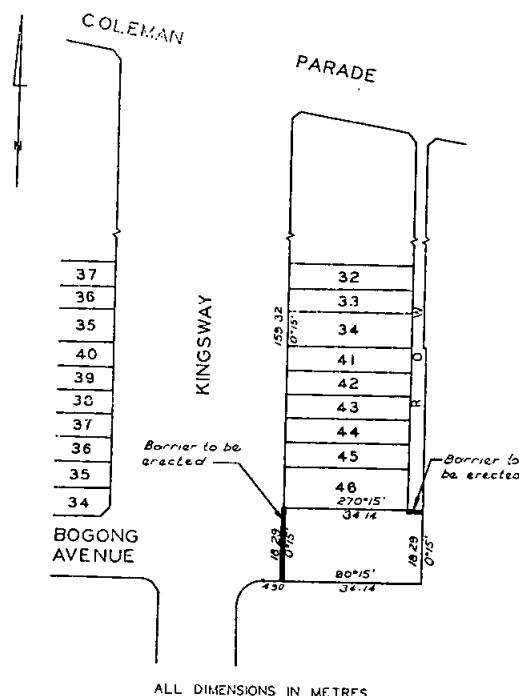 COLEMAN
PARADE
N
KINGSWAY
37
36
35
40
39
38
37
36
35
34
32
33
34
41
42
43
44
45
46
159.32
0°15'
R O W
Barrier to be
erected
Barrier to
be erected
270°15'
34.14
18.29
0°15'
18.29
0°15'
90°15'
34.14
4.90
BOGONG
AVENUE
ALL DIMENSIONS IN METRES